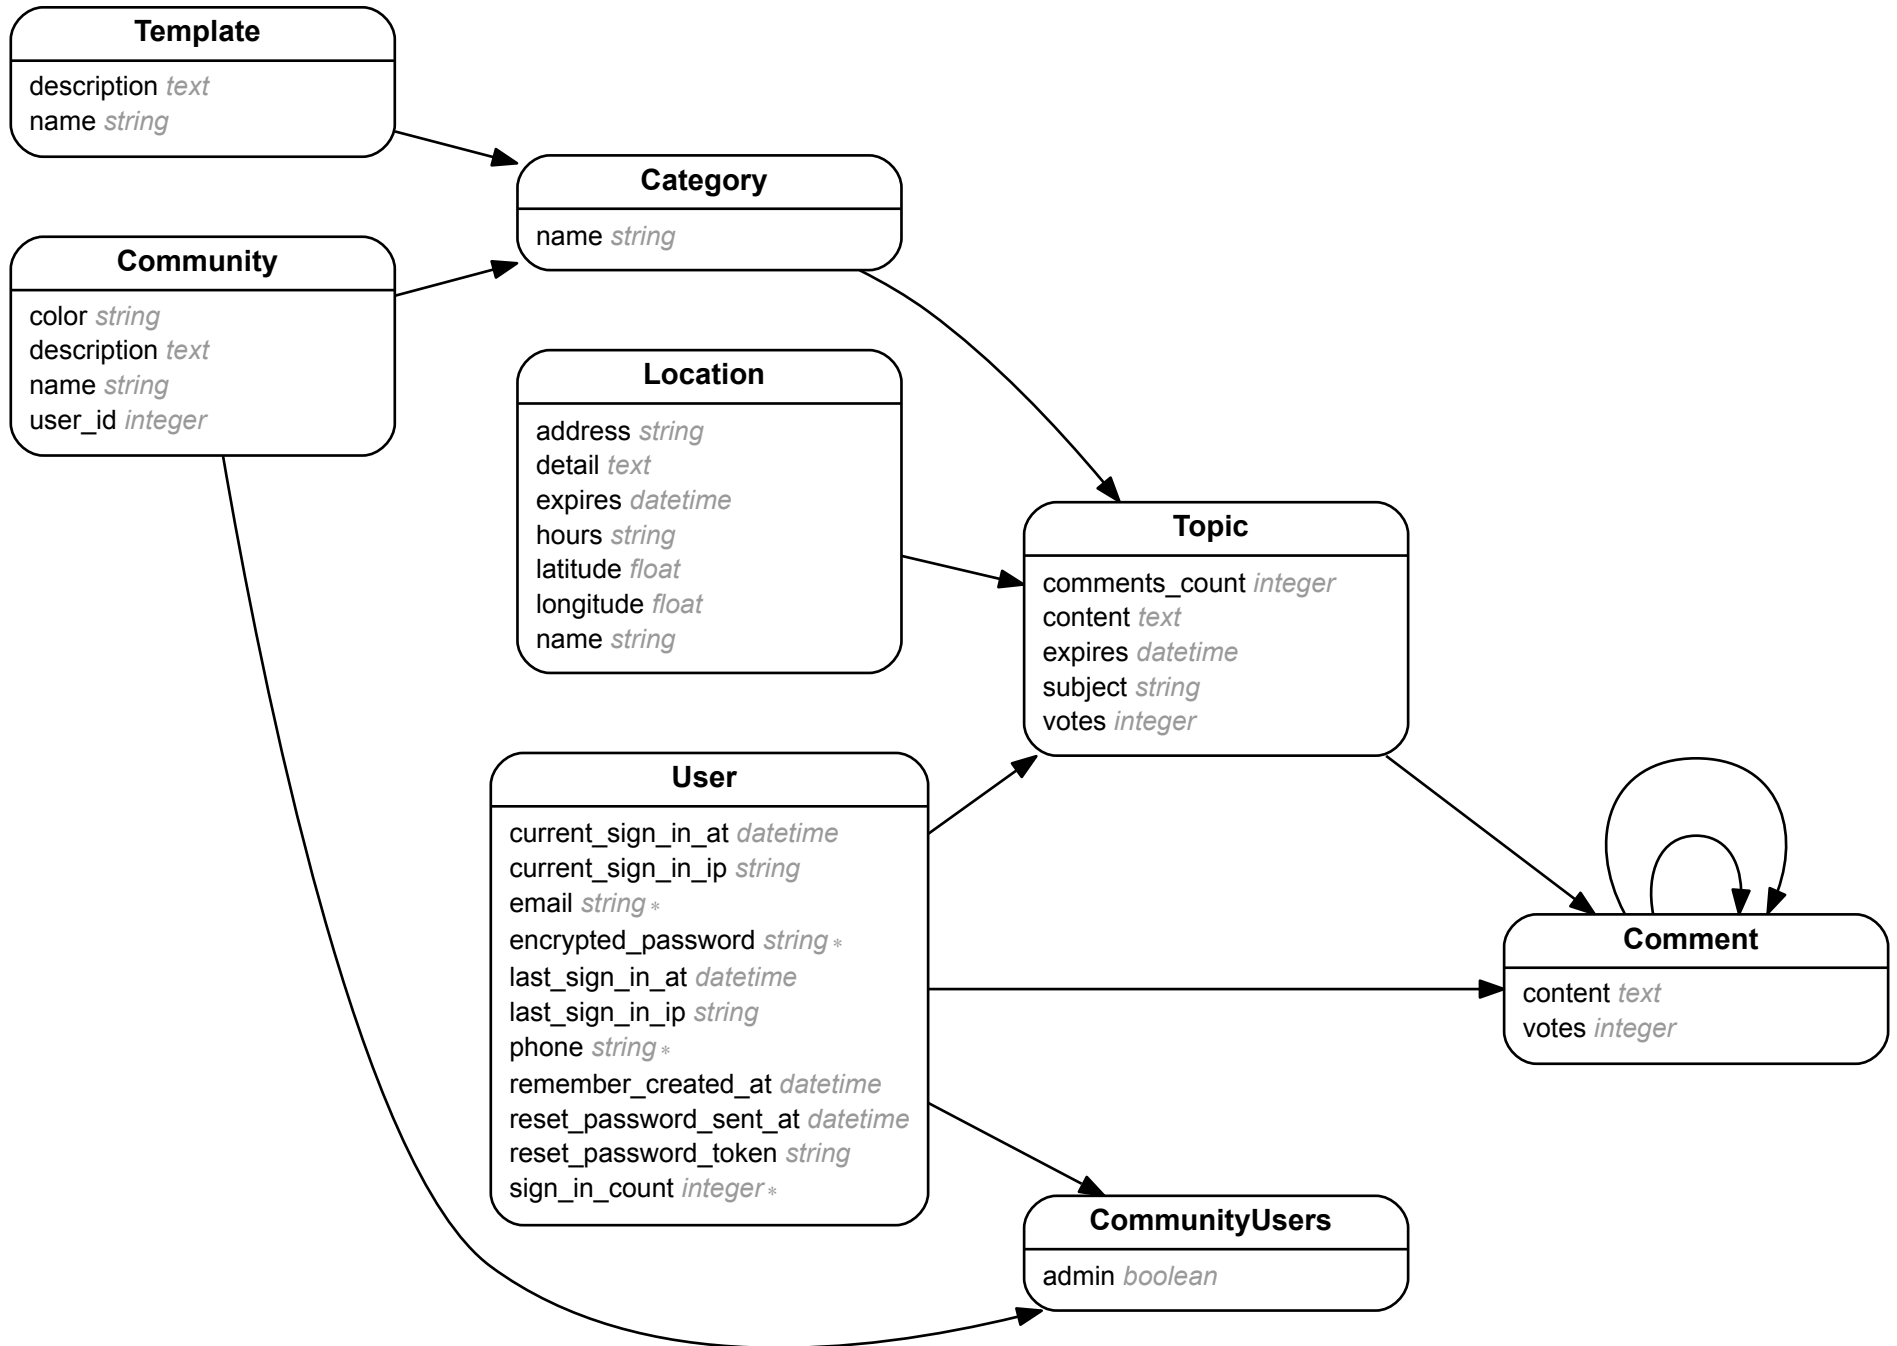 Template
description text
name string
Community
color string
description text
name string
user_id integer
Category
name string
Location
address string
detail text
expires datetime
hours string
latitude float
longitude float
name string
Topic
comments_count integer
content text
expires datetime
subject string
votes integer
User
current_sign_in_at datetime
current_sign_in_ip string
email string *
encrypted_password string *
last_sign_in_at datetime
last_sign_in_ip string
phone string *
remember_created_at datetime
reset_password_sent_at datetime
reset_password_token string
sign_in_count integer *
Comment
content text
votes integer
CommunityUsers
admin boolean